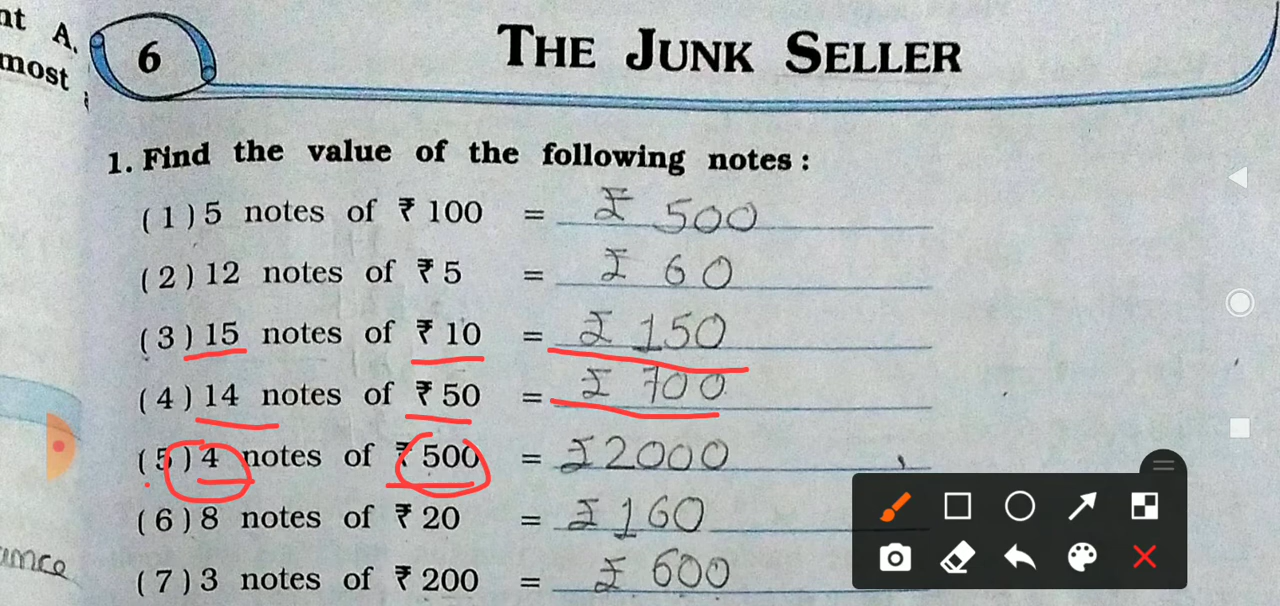 nt A.
most
6
THE JUNK SELLER
1. Find the value of the following notes :
(1) 5 notes of ₹ 100 = ₹ 500
(2) 12 notes of ₹ 5 = ₹ 60
(3) 15 notes of ₹ 10 = ₹ 150
(4) 14 notes of ₹ 50 = ₹ 700
(5) 4 notes of ₹ 500 = ₹ 2000
(6) 8 notes of ₹ 20 = ₹ 160
(7) 3 notes of ₹ 200 = ₹ 600